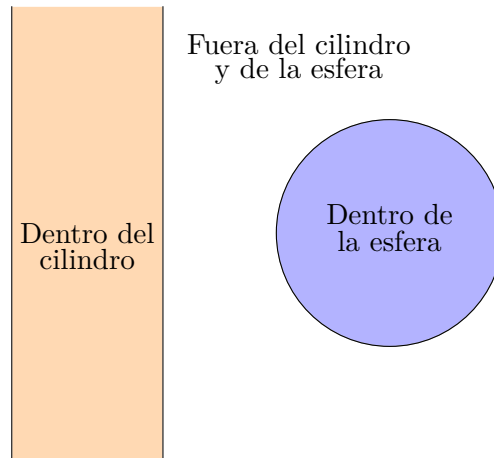 Fuera del cilindro
y de la esfera
Dentro del
cilindro
Dentro de
la esfera